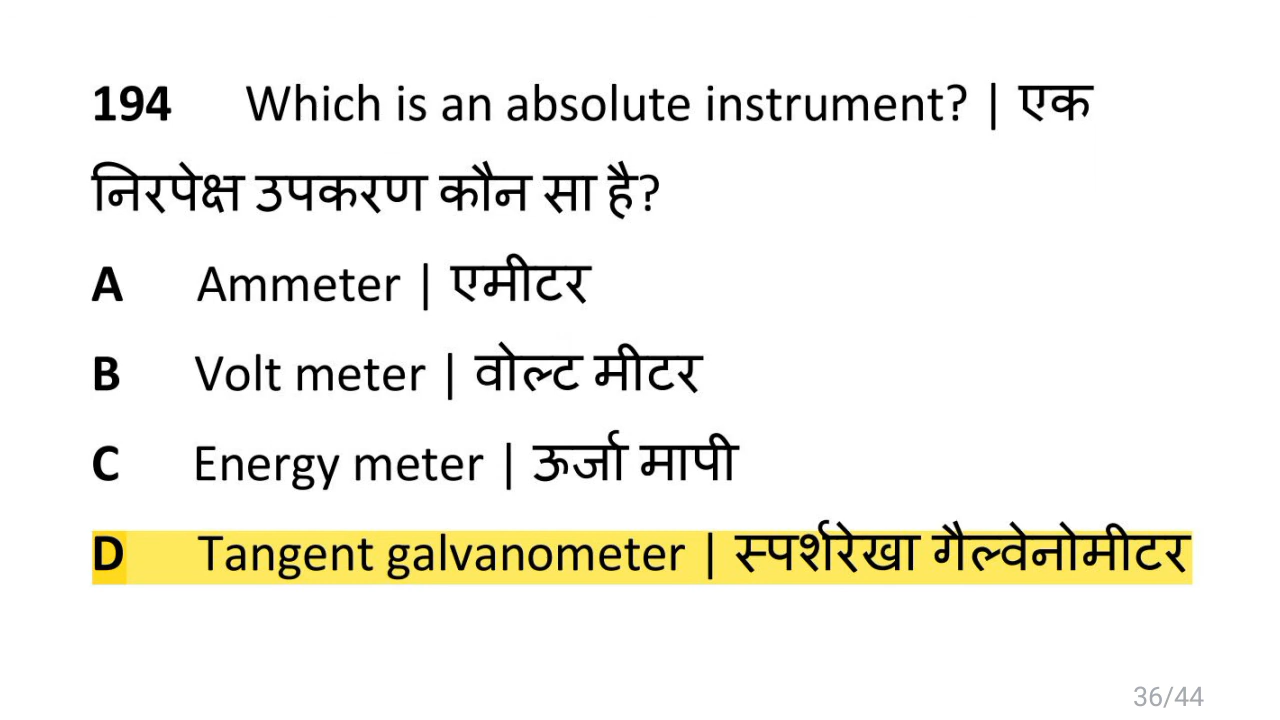 194 Which is an absolute instrument? | एक
निरपेक्ष उपकरण कौन सा है?
A Ammeter | एमीटर
B Volt meter | वोल्ट मीटर
C Energy meter | ऊर्जा मापी
D Tangent galvanometer | स्पर्शरेखा गैल्वेनोमीटर
36/44